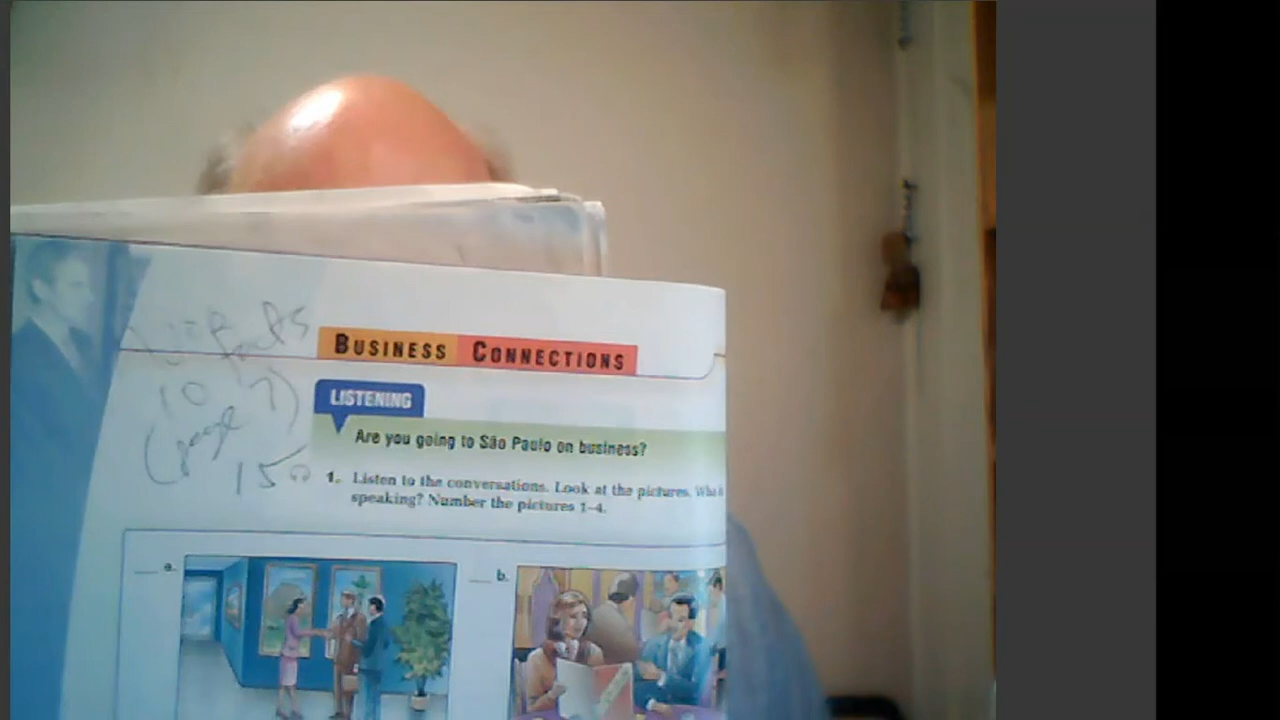 BUSINESS CONNECTIONS
LISTENING
Are you going to São Paulo on business?
1. Listen to the conversations. Look at the pictures.
speaking? Number the pictures 1–4.
10
(page
15
a.
b.